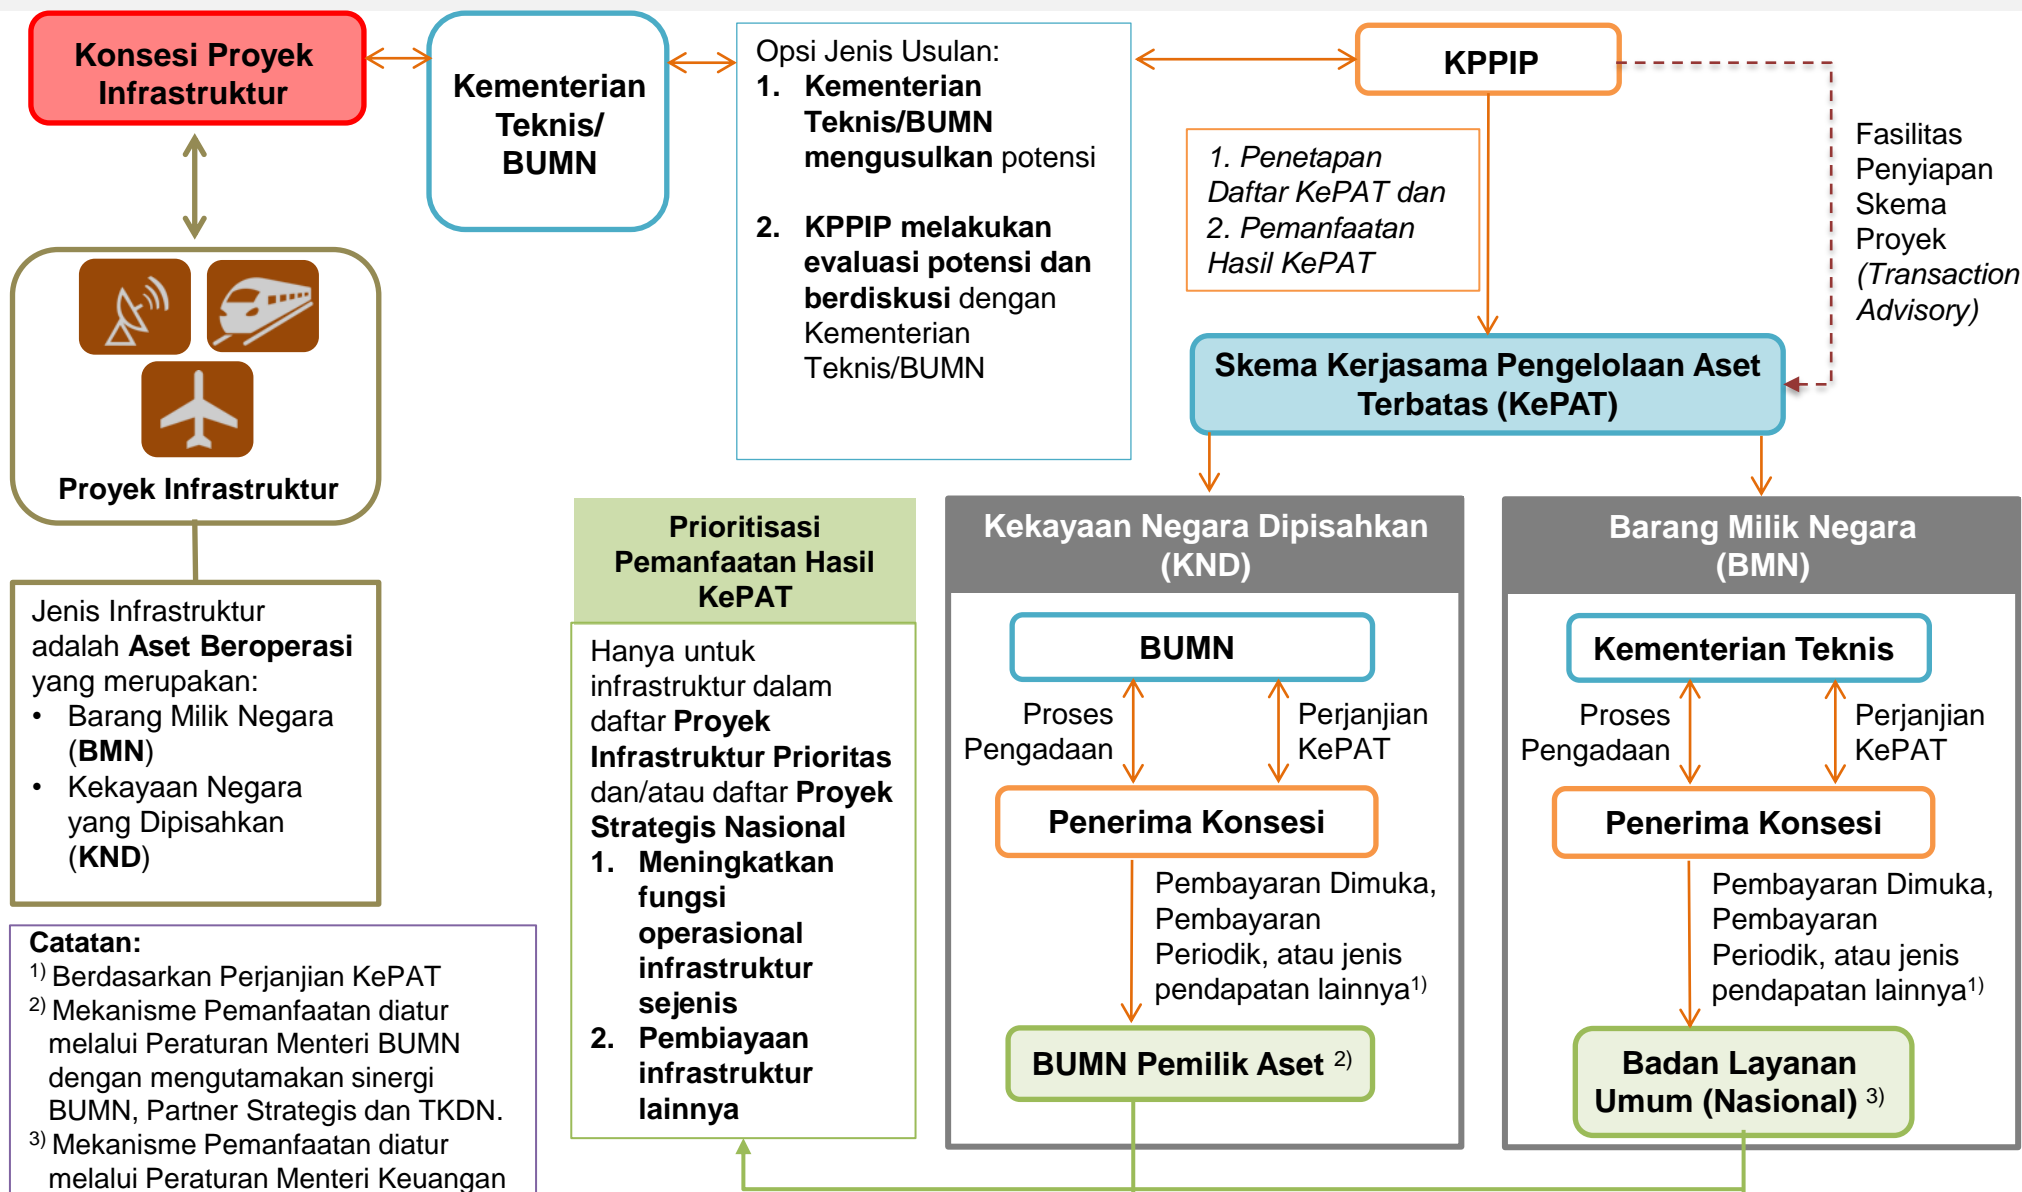 Konsesi Proyek
Infrastruktur
Kementerian
Teknis/
BUMN
Opsi Jenis Usulan:
1. Kementerian
Teknis/BUMN
mengusulkan potensi
2. KPPIP melakukan
evaluasi potensi dan
berdiskusi dengan
Kementerian
Teknis/BUMN
KPPIP
1. Penetapan
Daftar KePAT dan
2. Pemanfaatan
Hasil KePAT
Fasilitas
Penyiapan
Skema
Proyek
(Transaction
Advisory)
Skema Kerjasama Pengelolaan Aset
Terbatas (KePAT)
Proyek Infrastruktur
Jenis Infrastruktur
adalah Aset Beroperasi
yang merupakan:
• Barang Milik Negara
(BMN)
• Kekayaan Negara
yang Dipisahkan
(KND)
Catatan:
1) Berdasarkan Perjanjian KePAT
2) Mekanisme Pemanfaatan diatur
melalui Peraturan Menteri BUMN
dengan mengutamakan sinergi
BUMN, Partner Strategis dan TKDN.
3) Mekanisme Pemanfaatan diatur
melalui Peraturan Menteri Keuangan
Prioritisasi
Pemanfaatan Hasil
KePAT
Hanya untuk
infrastruktur dalam
daftar Proyek
Infrastruktur Prioritas
dan/atau daftar Proyek
Strategis Nasional
1. Meningkatkan
fungsi
operasional
infrastruktur
sejenis
2. Pembiayaan
infrastruktur
lainnya
Kekayaan Negara Dipisahkan
(KND)
BUMN
Proses
Pengadaan
Perjanjian
KePAT
Penerima Konsesi
Pembayaran Dimuka,
Pembayaran
Periodik, atau jenis
pendapatan lainnya1)
BUMN Pemilik Aset 2)
Barang Milik Negara
(BMN)
Kementerian Teknis
Proses
Pengadaan
Perjanjian
KePAT
Penerima Konsesi
Pembayaran Dimuka,
Pembayaran
Periodik, atau jenis
pendapatan lainnya1)
Badan Layanan
Umum (Nasional) 3)